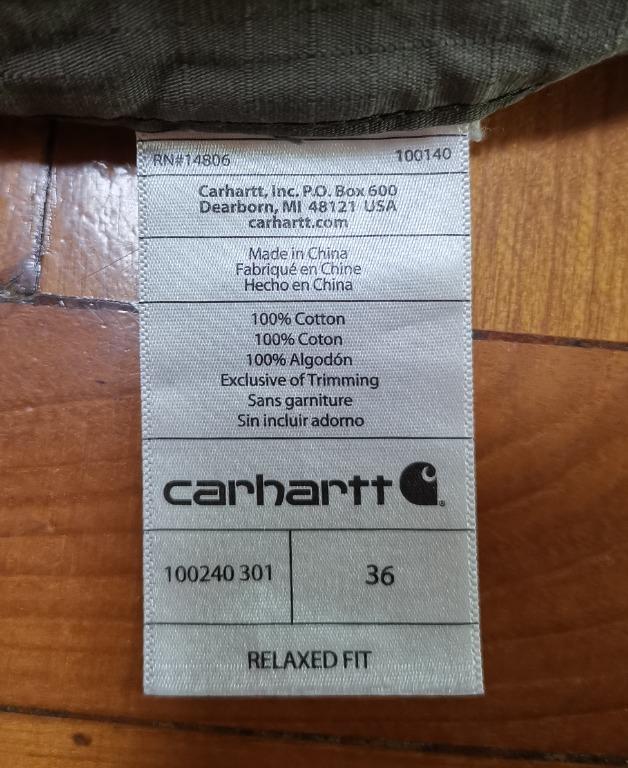 RN#14806 100140
Carhartt, Inc. P.O. Box 600
Dearborn, MI 48121 USA
carhartt.com
Made in China
Fabriqué en Chine
Hecho en China
100% Cotton
100% Coton
100% Algodón
Exclusive of Trimming
Sans garniture
Sin incluir adorno
carhartt
100240 301 36
RELAXED FIT